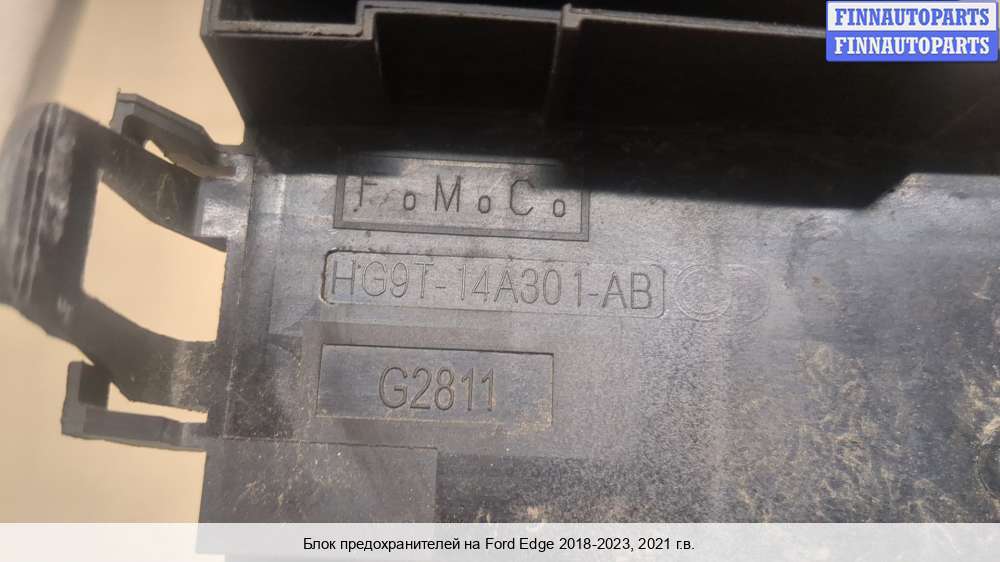 FINNAUTOPARTS
FINNAUTOPARTS
FoMoCo
HG9T-14A301-AB
G2811
Блок предохранителей на Ford Edge 2018-2023, 2021 г.в.